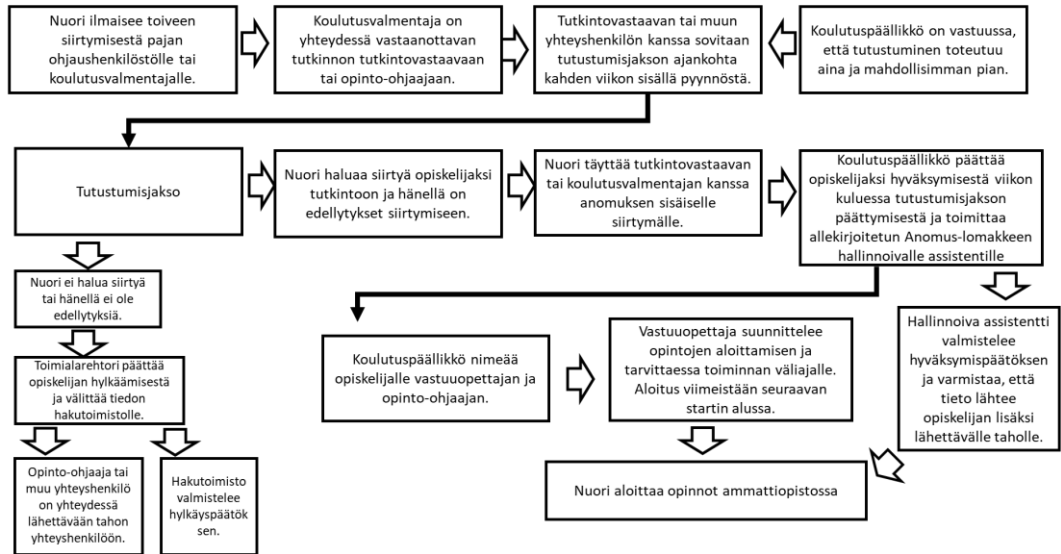 Nuori ilmaisee toiveen
siirtymisestä pajan
ohjaushenkilöstölle tai
koulutusvalmentajalle.
Koulutusvalmentaja on
yhteydessä vastaanottavan
tutkinnon tutkintovastaavaan
tai opinto-ohjaajaan.
Tutkintovastaavan tai muun
yhteyshenkilön kanssa sovitaan
tutustumisjakson ajankohta
kahden viikon sisällä pyynnöstä.
Koulutuspäällikkö on vastuussa,
että tutustuminen toteutuu
aina ja mahdollisimman pian.
Tutustumisjakso
Nuori haluaa siirtyä opiskelijaksi
tutkintoon ja hänellä on
edellytykset siirtymiseen.
Nuori täyttää tutkintovastaavan
tai koulutusvalmentajan kanssa
anomuksen sisäiselle
siirtymälle.
Koulutuspäällikkö päättää
opiskelijaksi hyväksymisestä viikon
kuluessa tutustumisjakson
päättymisestä ja toimittaa
allekirjoitetun Anomus-lomakkeen
hallinnoivalle assistentille
Nuori ei halua siirtyä
tai hänellä ei ole
edellytyksiä.
Toimialarehtori päättää
opiskelijan hylkäämisestä
ja välittää tiedon
hakutoimistolle.
Opinto-ohjaaja tai
muu yhteyshenkilö
on yhteydessä
lähettävään tahon
yhteyshenkilöön.
Hakutoimisto
valmistelee
hylkäyspäätök
sen.
Koulutuspäällikkö nimeää
opiskelijalle vastuuopettajan ja
opinto-ohjaajan.
Vastuuopettaja suunnittelee
opintojen aloittamisen ja
tarvittaessa toiminnan väliajalle.
Aloitus viimeistään seuraavan
startin alussa.
Hallinnoiva assistentti
valmistelee
hyväksymispäätöksen
ja varmistaa, että
tieto lähtee
opiskelijan lisäksi
lähettävälle taholle.
Nuori aloittaa opinnot ammattiopistossa